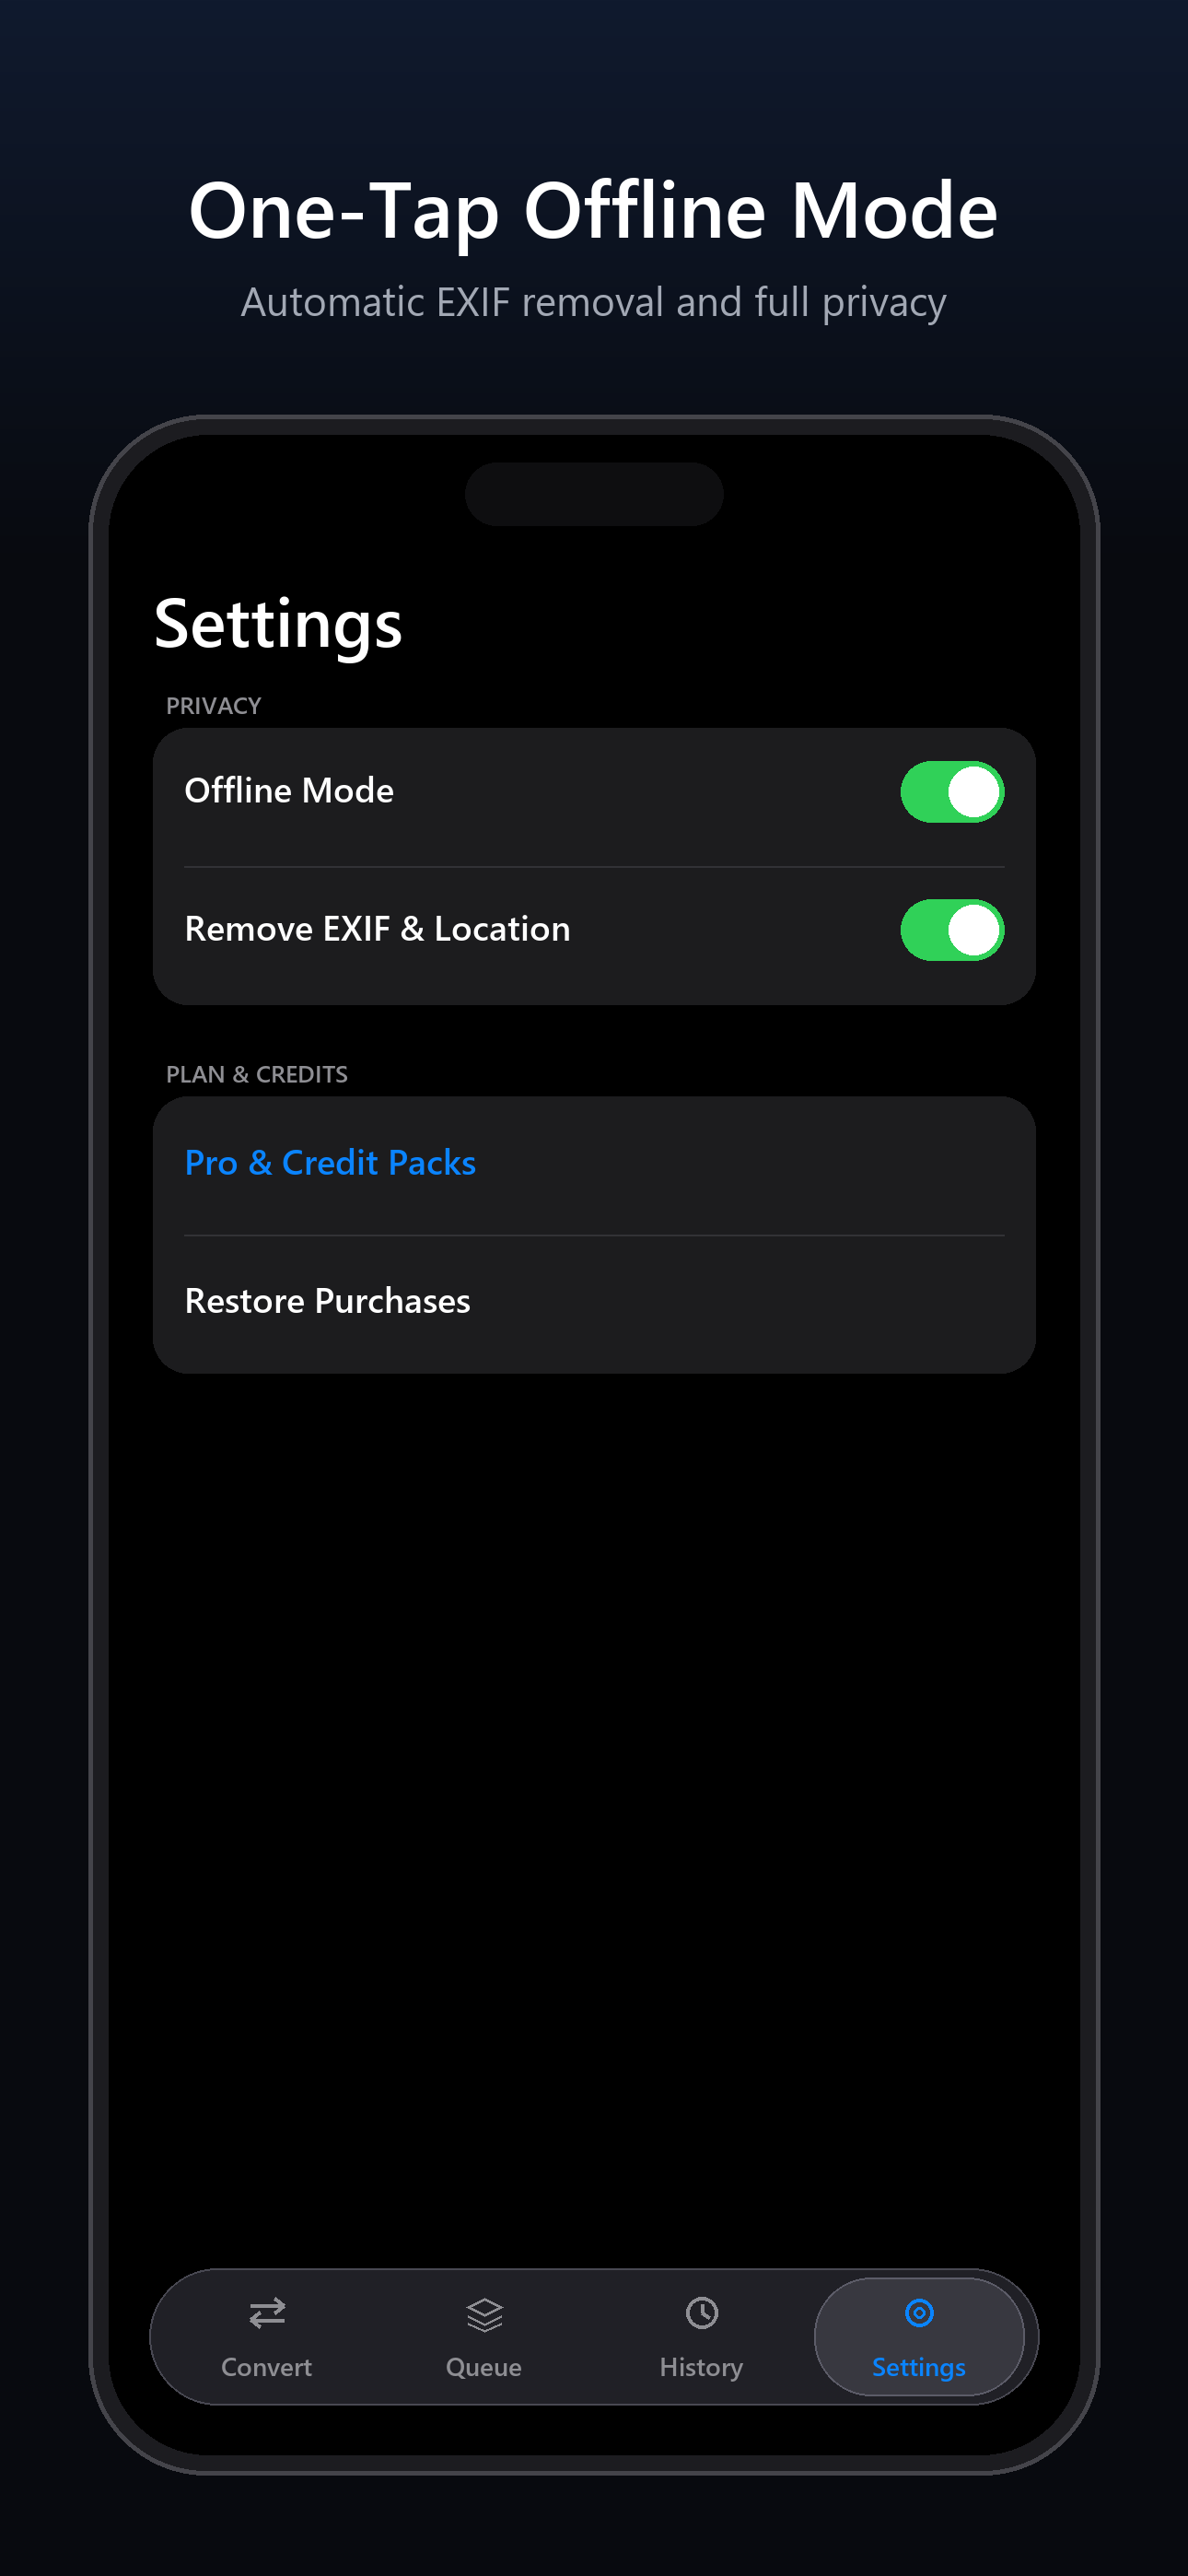 One-Tap Offline Mode
Automatic EXIF removal and full privacy
Settings
PRIVACY
Offline Mode
Remove EXIF & Location
PLAN & CREDITS
Pro & Credit Packs
Restore Purchases
Convert
Queue
History
Settings